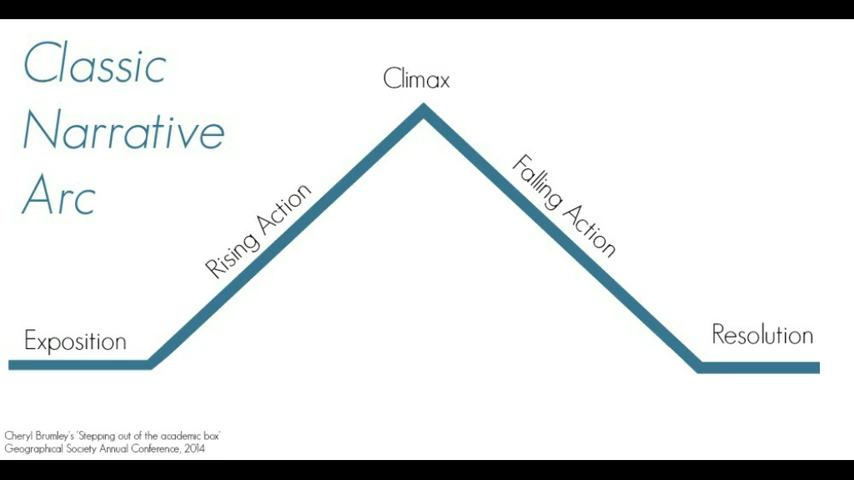 Classic
Narrative
Arc
Climax
Rising Action
Falling Action
Exposition
Resolution
Cheryl Brumley's 'Stepping out of the academic box'
Geographical Society Annual Conference, 2014